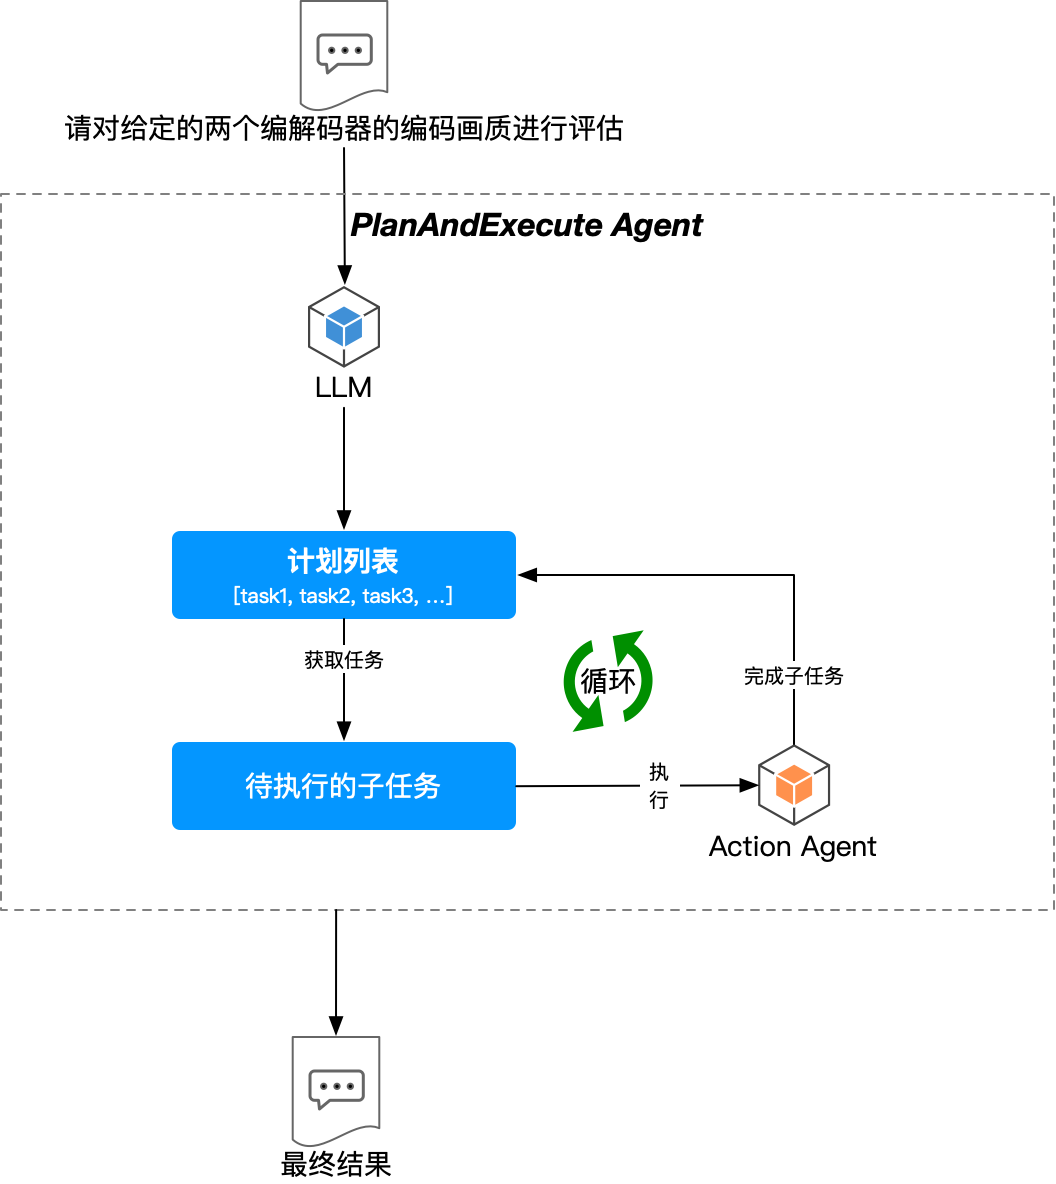 请对给定的两个编解码器的编码画质进行评估
PlanAndExecute Agent
LLM
计划列表
[task1, task2, task3, ...]
获取任务
循环
完成子任务
待执行的子任务
执
行
Action Agent
最终结果